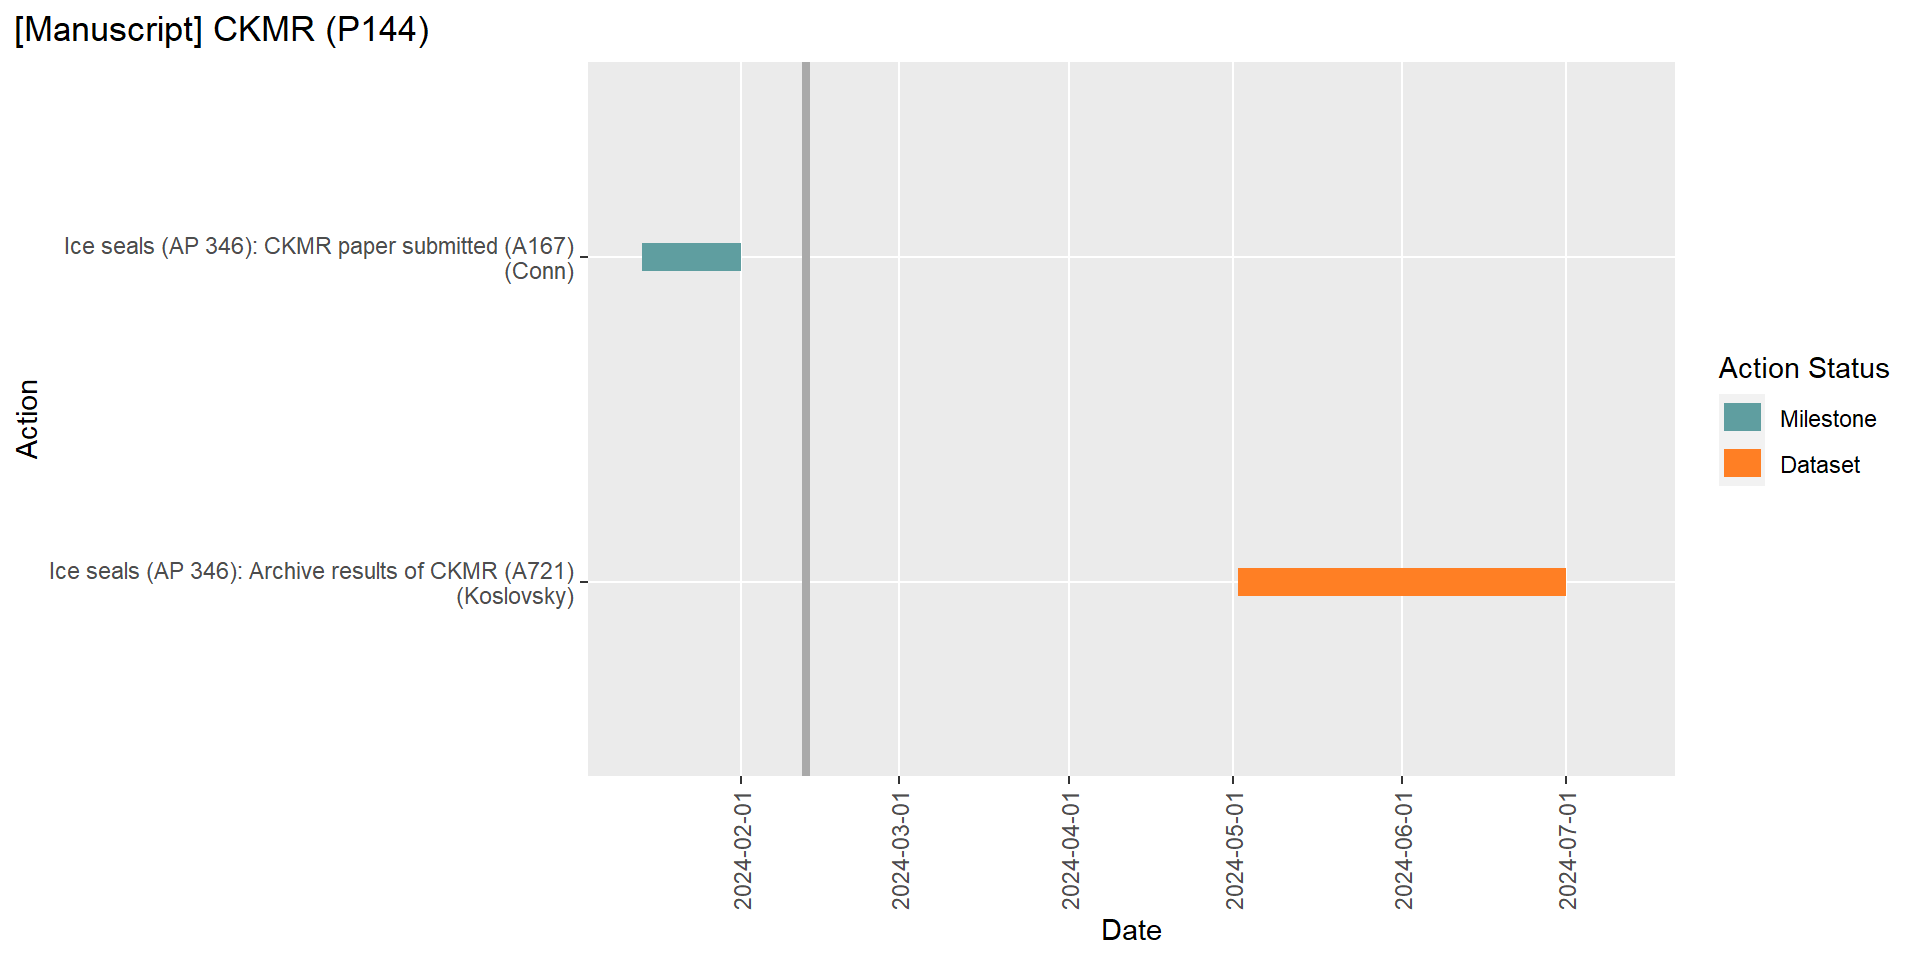 [Manuscript] CKMR (P144)
Ice seals (AP 346): CKMR paper submitted (A167)
(Conn)
Ice seals (AP 346): Archive results of CKMR (A721)
(Koslovsky)
Action
2024-02-01
2024-03-01
2024-04-01
2024-05-01
2024-06-01
2024-07-01
Date
Action Status
Milestone
Dataset